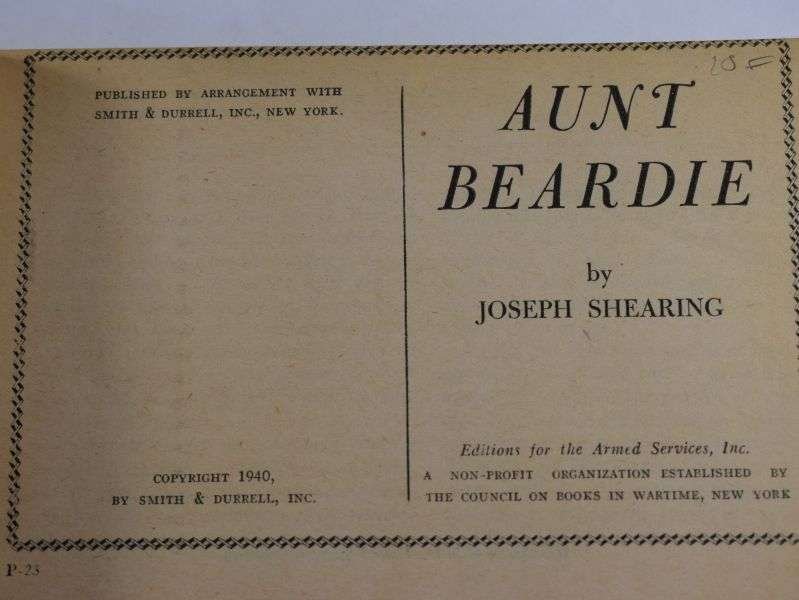 PUBLISHED BY ARRANGEMENT WITH
SMITH & DURRELL, INC., NEW YORK.
COPYRIGHT 1940,
BY SMITH & DURRELL, INC.
AUNT
BEARDIE
by
JOSEPH SHEARING
Editions for the Armed Services, Inc.
A NON-PROFIT ORGANIZATION ESTABLISHED BY
THE COUNCIL ON BOOKS IN WARTIME, NEW YORK
P-23